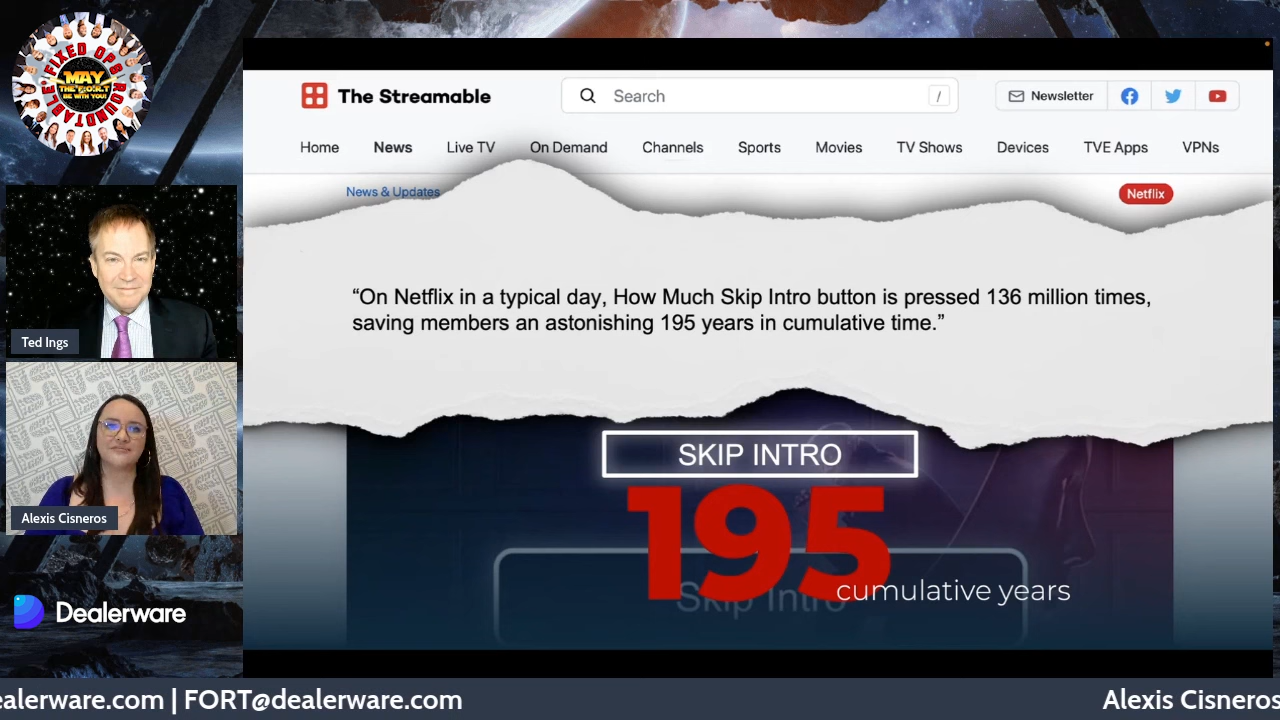 FIXED OPS
ROUNDTABLE
MAY
THE F.O.R.T
BE WITH YOU!
The Streamable
Search
/
Newsletter
Home News Live TV On Demand Channels Sports Movies TV Shows Devices TVE Apps VPNs
News & Updates
Netflix
“On Netflix in a typical day, How Much Skip Intro button is pressed 136 million times,
saving members an astonishing 195 years in cumulative time.”
SKIP INTRO
195
cumulative years
Skip Intro
Ted Ings
Alexis Cisneros
Dealerware
ealerware.com | FORT@dealerware.com
Alexis Cisneros